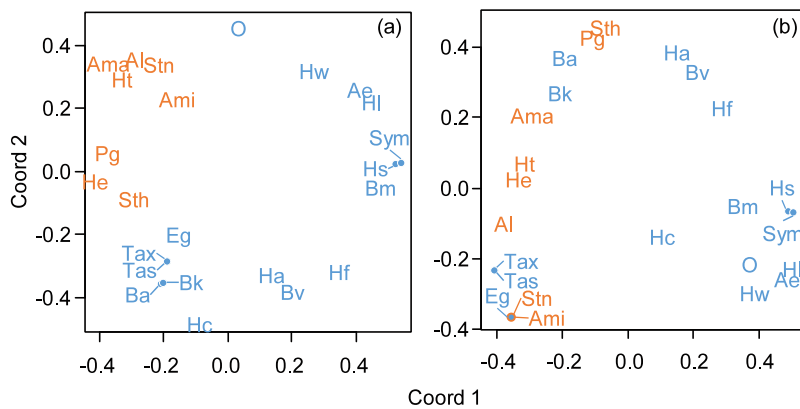 (a)
O
Ama Al Stn
Ht
Ami
Hw
Ae
Hl
Sym
Hs
Bm
Pg
He
Sth
Eg
Tax
Tas
Ba Bk
Hc
Ha
Bv
Hf
0.4
0.2
0.0
-0.2
-0.4
-0.4 -0.2 0.0 0.2 0.4
Coord 2
(b)
Sth
Pg
Ba
Bk
Ha
Bv
Hf
Ama
Ht
He
Al
Hs
Bm
Sym
Hc
O
Hl
Ae
Hw
Tax
Tas
Eg
Stn
Ami
0.4
0.2
0.0
-0.2
-0.4
-0.4 -0.2 0.0 0.2 0.4
Coord 1